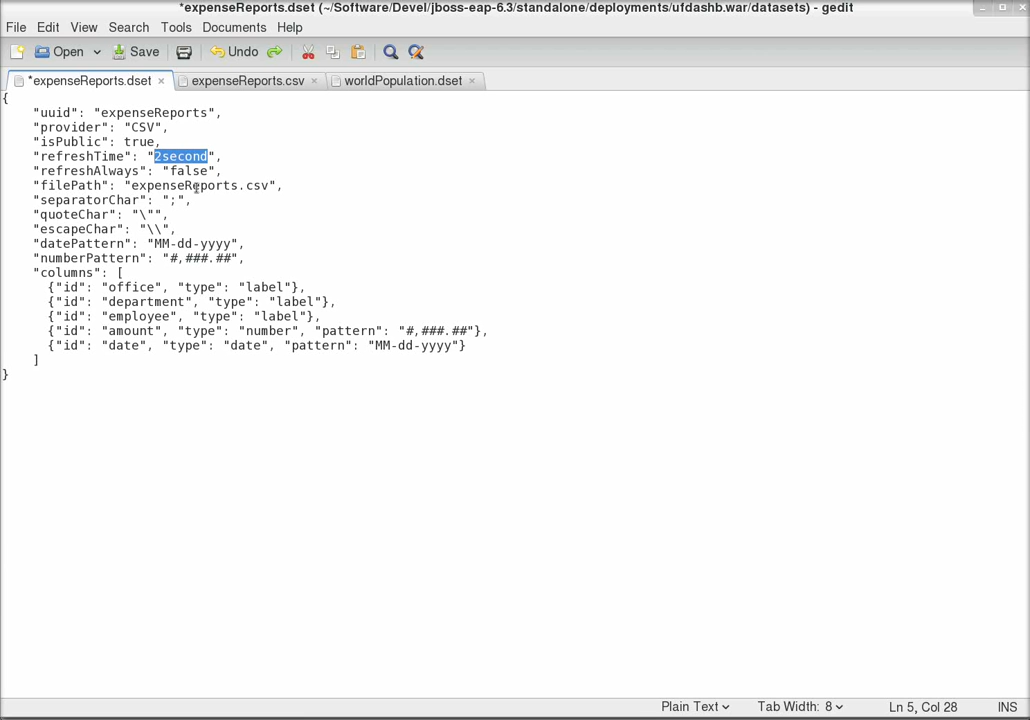 *expenseReports.dset (~/Software/Devel/jboss-eap-6.3/standalone/deployments/ufdashb.war/datasets) - gedit
File Edit View Search Tools Documents Help
Open Save Undo
*expenseReports.dset × expenseReports.csv × worldPopulation.dset ×
{
    "uuid": "expenseReports",
    "provider": "CSV",
    "isPublic": true,
    "refreshTime": "2second",
    "refreshAlways": "false",
    "filePath": "expenseReports.csv",
    "separatorChar": ";",
    "quoteChar": "\"",
    "escapeChar": "\\",
    "datePattern": "MM-dd-yyyy",
    "numberPattern": "#,###.##",
    "columns": [
      {"id": "office", "type": "label"},
      {"id": "department", "type": "label"},
      {"id": "employee", "type": "label"},
      {"id": "amount", "type": "number", "pattern": "#,###.##"},
      {"id": "date", "type": "date", "pattern": "MM-dd-yyyy"}
    ]
}
Plain Text Tab Width: 8 Ln 5, Col 28 INS